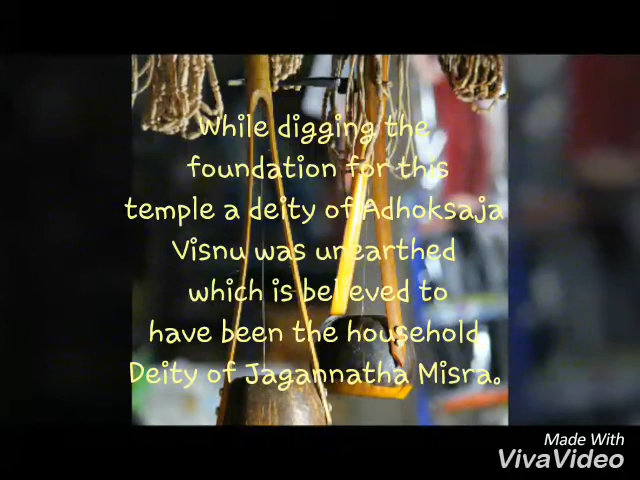 While digging the
foundation for this
temple a deity of Adhoksaja
Visnu was unearthed
which is believed to
have been the household
Deity of Jagannatha Misra.
Made With
VivaVideo